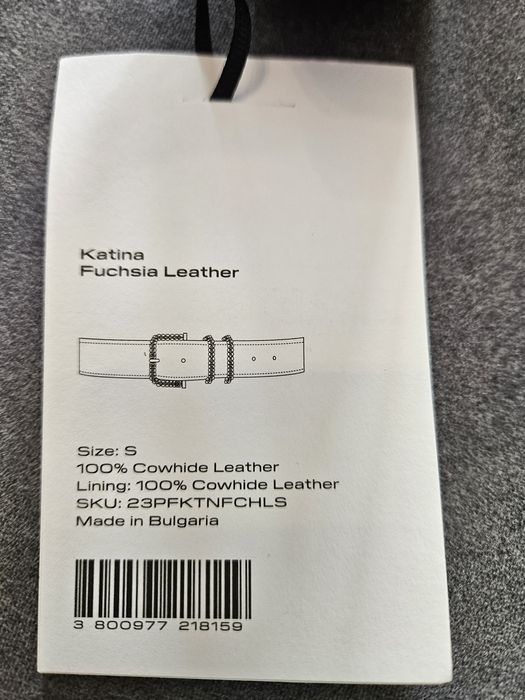 Katina
Fuchsia Leather
Size: S
100% Cowhide Leather
Lining: 100% Cowhide Leather
SKU: 23PFKTNFCHLS
Made in Bulgaria
3 800977 218159